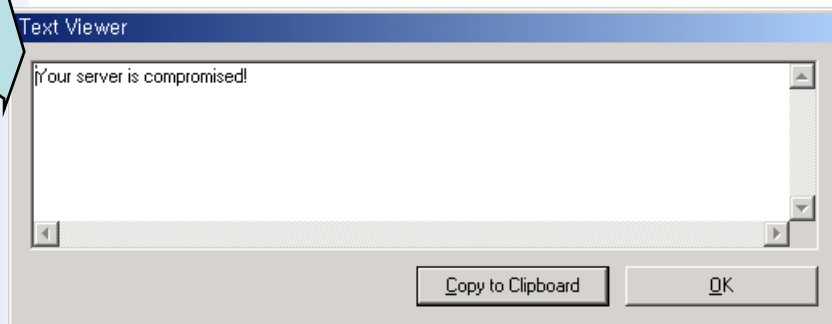 Text Viewer
Your server is compromised!
Copy to Clipboard
OK